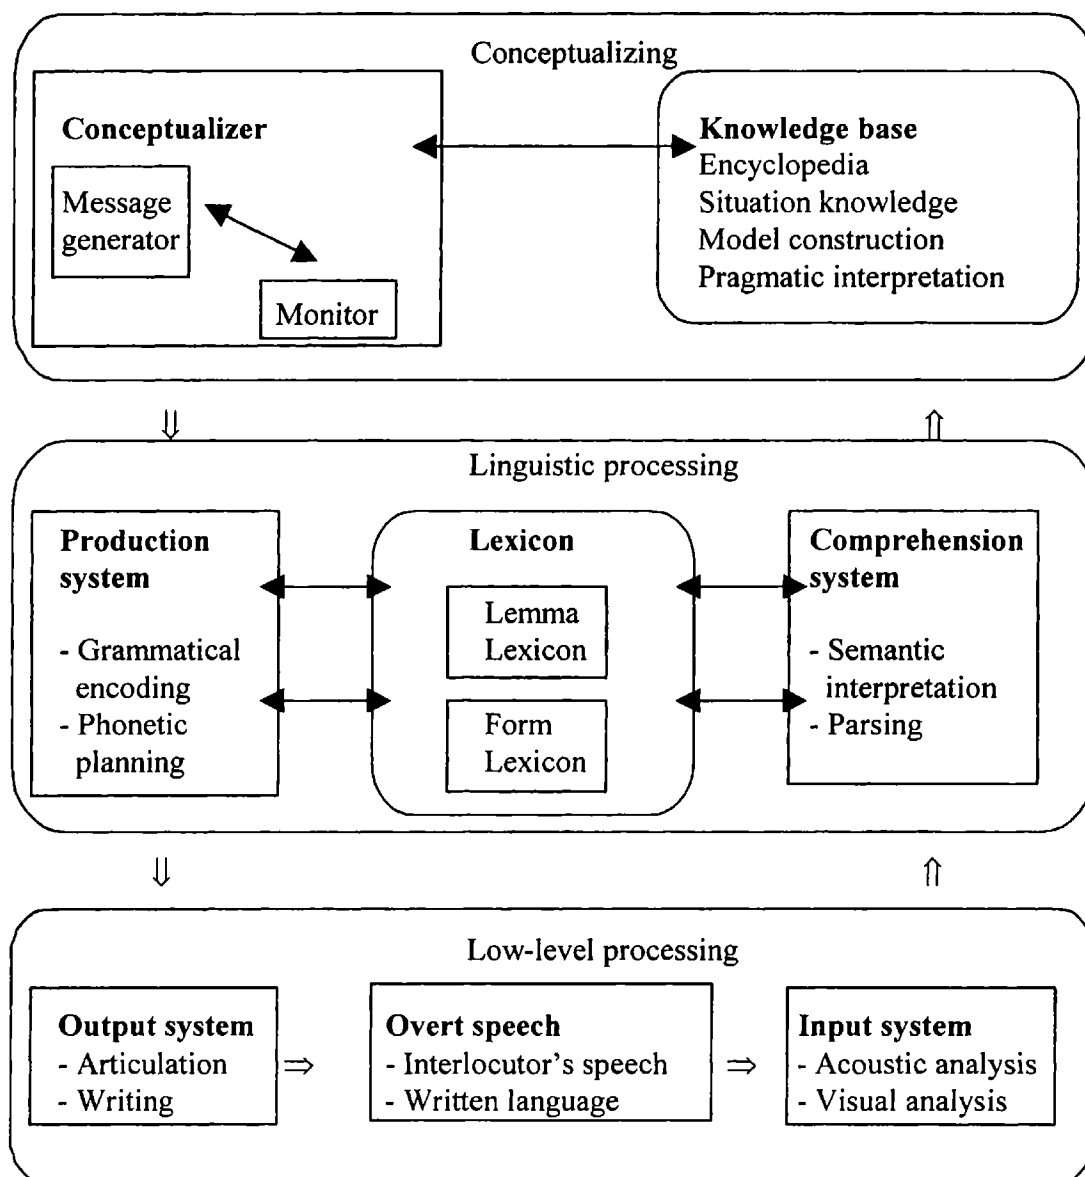 Conceptualizing
Conceptualizer
Message
generator
Monitor
Knowledge base
Encyclopedia
Situation knowledge
Model construction
Pragmatic interpretation
⇓
⇑
Linguistic processing
Production
system
- Grammatical
encoding
- Phonetic
planning
Lexicon
Lemma
Lexicon
Form
Lexicon
Comprehension
system
- Semantic
interpretation
- Parsing
⇓
⇑
Low-level processing
Output system
- Articulation
- Writing
⇒
Overt speech
- Interlocutor's speech
- Written language
⇒
Input system
- Acoustic analysis
- Visual analysis